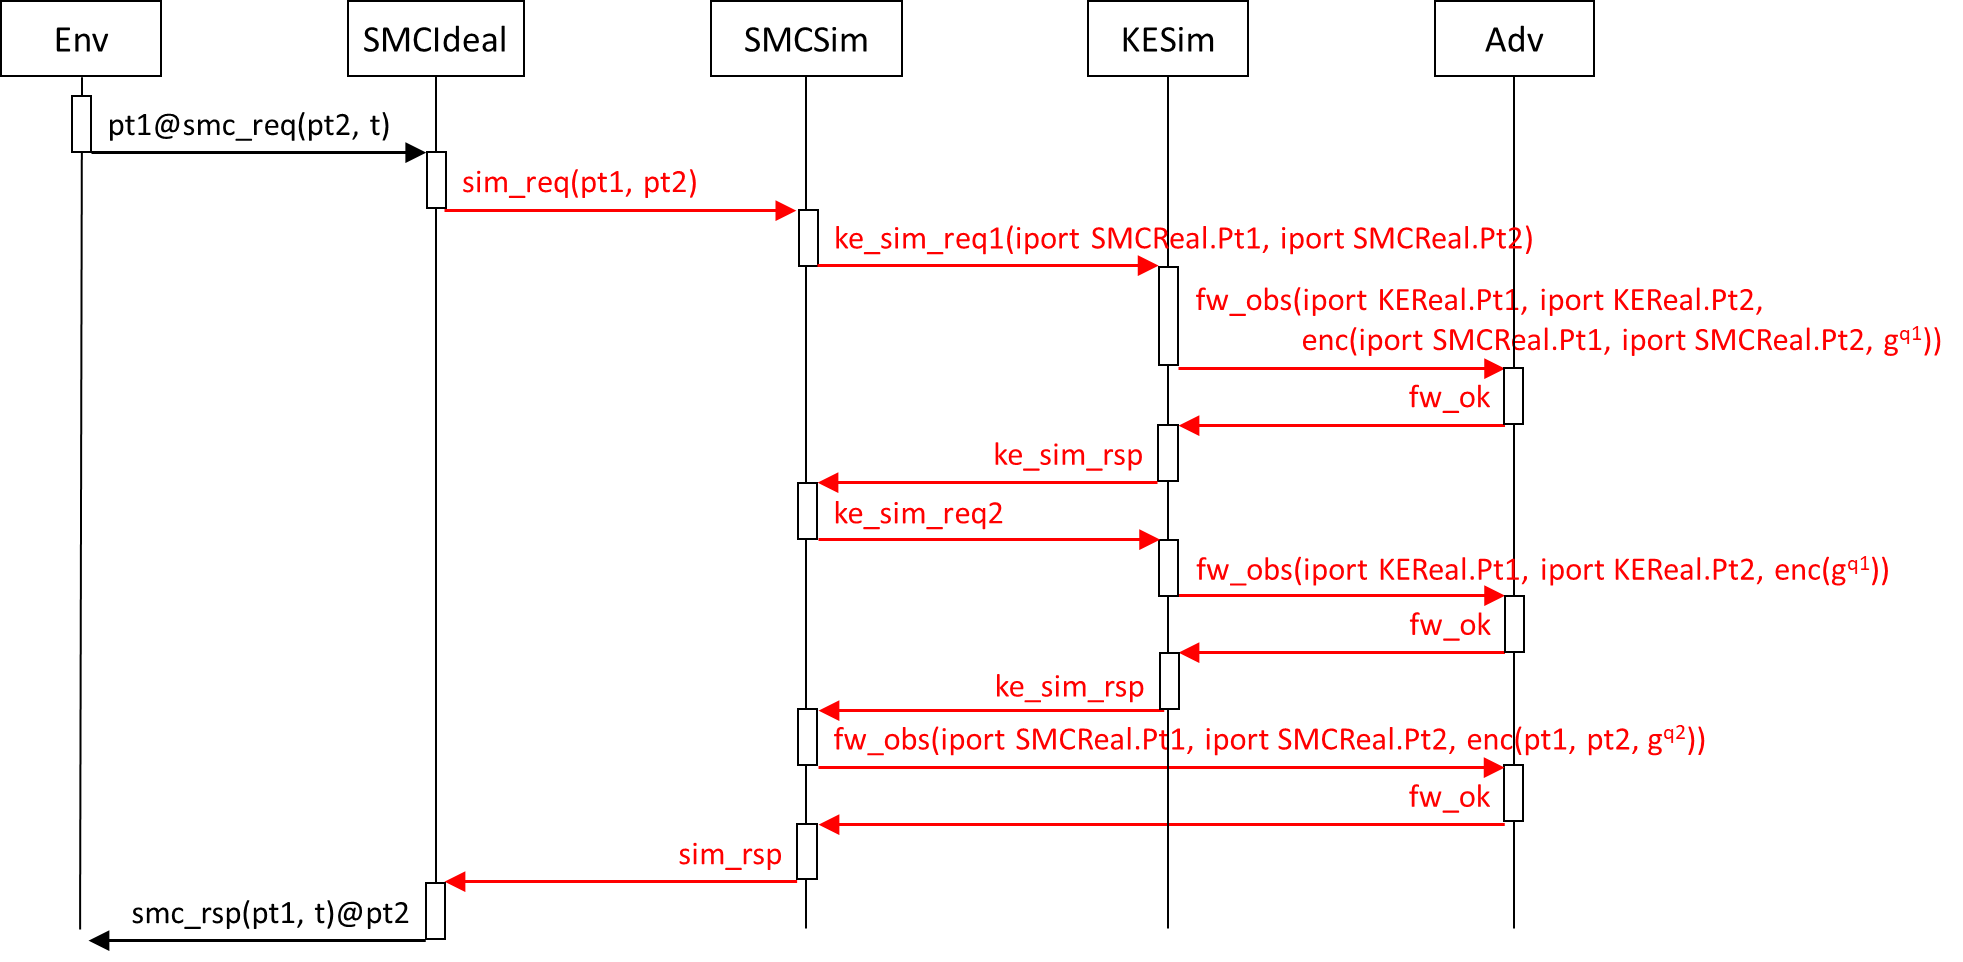 Env
SMCIdeal
SMCSim
KESim
Adv
pt1@smc_req(pt2, t)
sim_req(pt1, pt2)
ke_sim_req1(iport SMCReal.Pt1, iport SMCReal.Pt2)
fw_obs(iport KEReal.Pt1, iport KEReal.Pt2,
enc(iport SMCReal.Pt1, iport SMCReal.Pt2, g^q1))
fw_ok
ke_sim_rsp
ke_sim_req2
fw_obs(iport KEReal.Pt1, iport KEReal.Pt2, enc(g^q1))
fw_ok
ke_sim_rsp
fw_obs(iport SMCReal.Pt1, iport SMCReal.Pt2, enc(pt1, pt2, g^q2))
fw_ok
sim_rsp
smc_rsp(pt1, t)@pt2